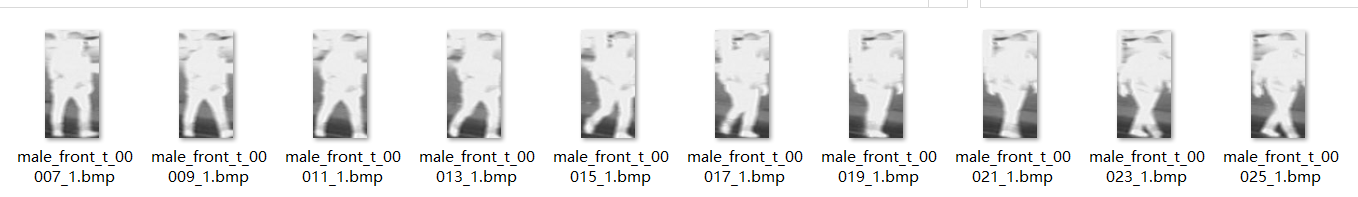 male_front_t_00 male_front_t_00 male_front_t_00 male_front_t_00 male_front_t_00 male_front_t_00 male_front_t_00 male_front_t_00 male_front_t_00 male_front_t_00
007_1.bmp 009_1.bmp 011_1.bmp 013_1.bmp 015_1.bmp 017_1.bmp 019_1.bmp 021_1.bmp 023_1.bmp 025_1.bmp